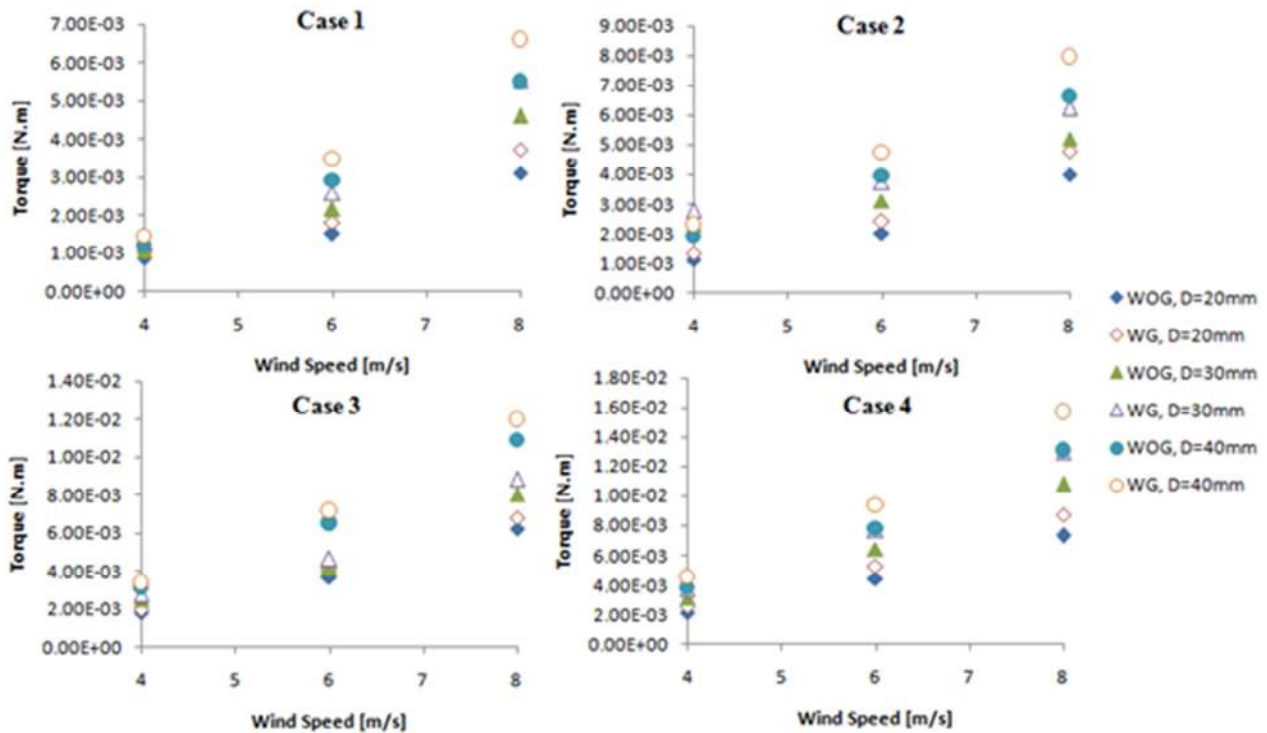 Case 1
Torque [N.m]
7.00E-03
6.00E-03
5.00E-03
4.00E-03
3.00E-03
2.00E-03
1.00E-03
0.00E+00
4 5 6 7 8
Wind Speed [m/s]
Case 2
Torque [N.m]
9.00E-03
8.00E-03
7.00E-03
6.00E-03
5.00E-03
4.00E-03
3.00E-03
2.00E-03
1.00E-03
0.00E+00
4 5 6 7 8
Wind Speed [m/s]
Case 3
Torque [N.m]
1.40E-02
1.20E-02
1.00E-02
8.00E-03
6.00E-03
4.00E-03
2.00E-03
0.00E+00
4 5 6 7 8
Wind Speed [m/s]
Case 4
Torque [N.m]
1.80E-02
1.60E-02
1.40E-02
1.20E-02
1.00E-02
8.00E-03
6.00E-03
4.00E-03
2.00E-03
0.00E+00
4 5 6 7 8
Wind Speed [m/s]
WOG, D=20mm
WG, D=20mm
WOG, D=30mm
WG, D=30mm
WOG, D=40mm
WG, D=40mm